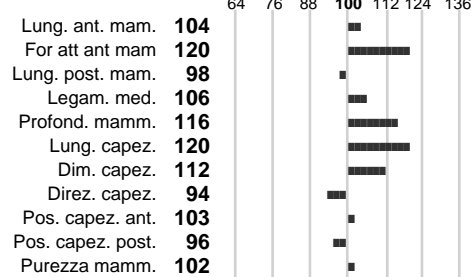 64 76 88 100 112 124 136
Lung. ant. mam. 104
For att ant mam 120
Lung. post. mam. 98
Legam. med. 106
Profond. mamm. 116
Lung. capez. 120
Dim. capez. 112
Direz. capez. 94
Pos. capez. ant. 103
Pos. capez. post. 96
Purezza mamm. 102